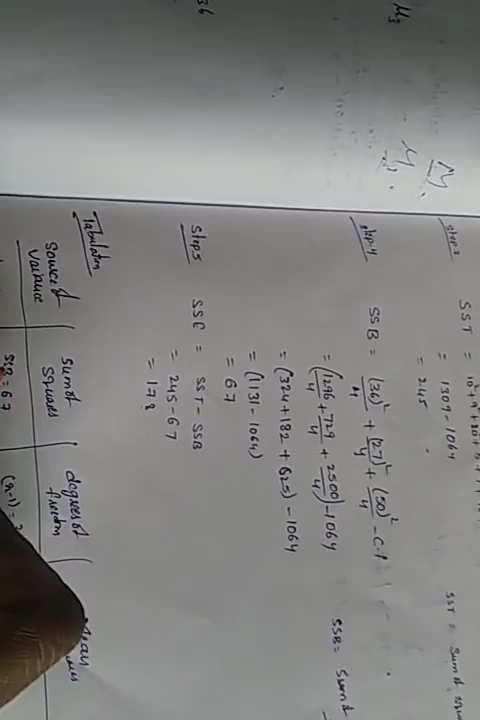 Step-3
SST = 10² + 9² +
= 1309 - 1064
= 245
SST = Sum of
Step-4
SSB = (36)²/4 + (27)²/4 + (50)²/4 - C.F
= (1296/4 + 729/4 + 2500/4) - 1064
= (324 + 182 + 625) - 1064
= (1131 - 1064)
= 67
SSB = Sum of
Step 5
SSE = SST - SSB
= 245 - 67
= 178
Tabulation
Source of Variance
Sum of Squares
degrees of freedom
SSB = 67
36